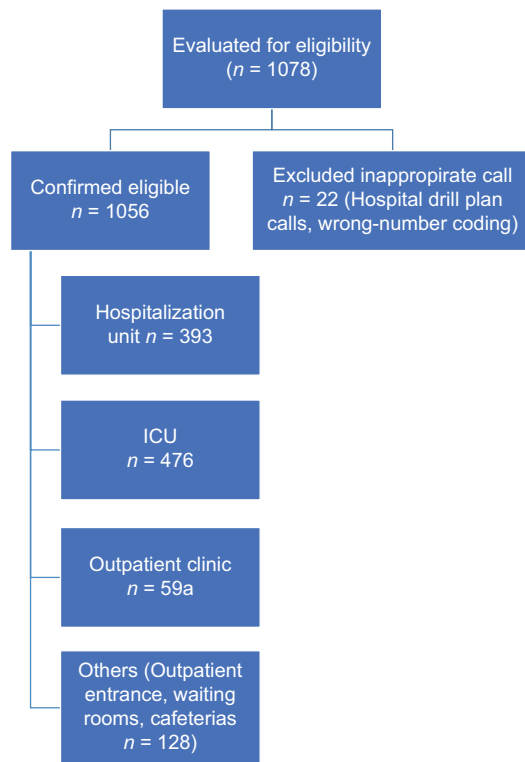 Evaluated for eligibility
(n = 1078)
Confirmed eligible
n = 1056
Excluded inappropirate call
n = 22 (Hospital drill plan
calls, wrong-number coding)
Hospitalization
unit n = 393
ICU
n = 476
Outpatient clinic
n = 59a
Others (Outpatient
entrance, waiting
rooms, cafeterias
n = 128)